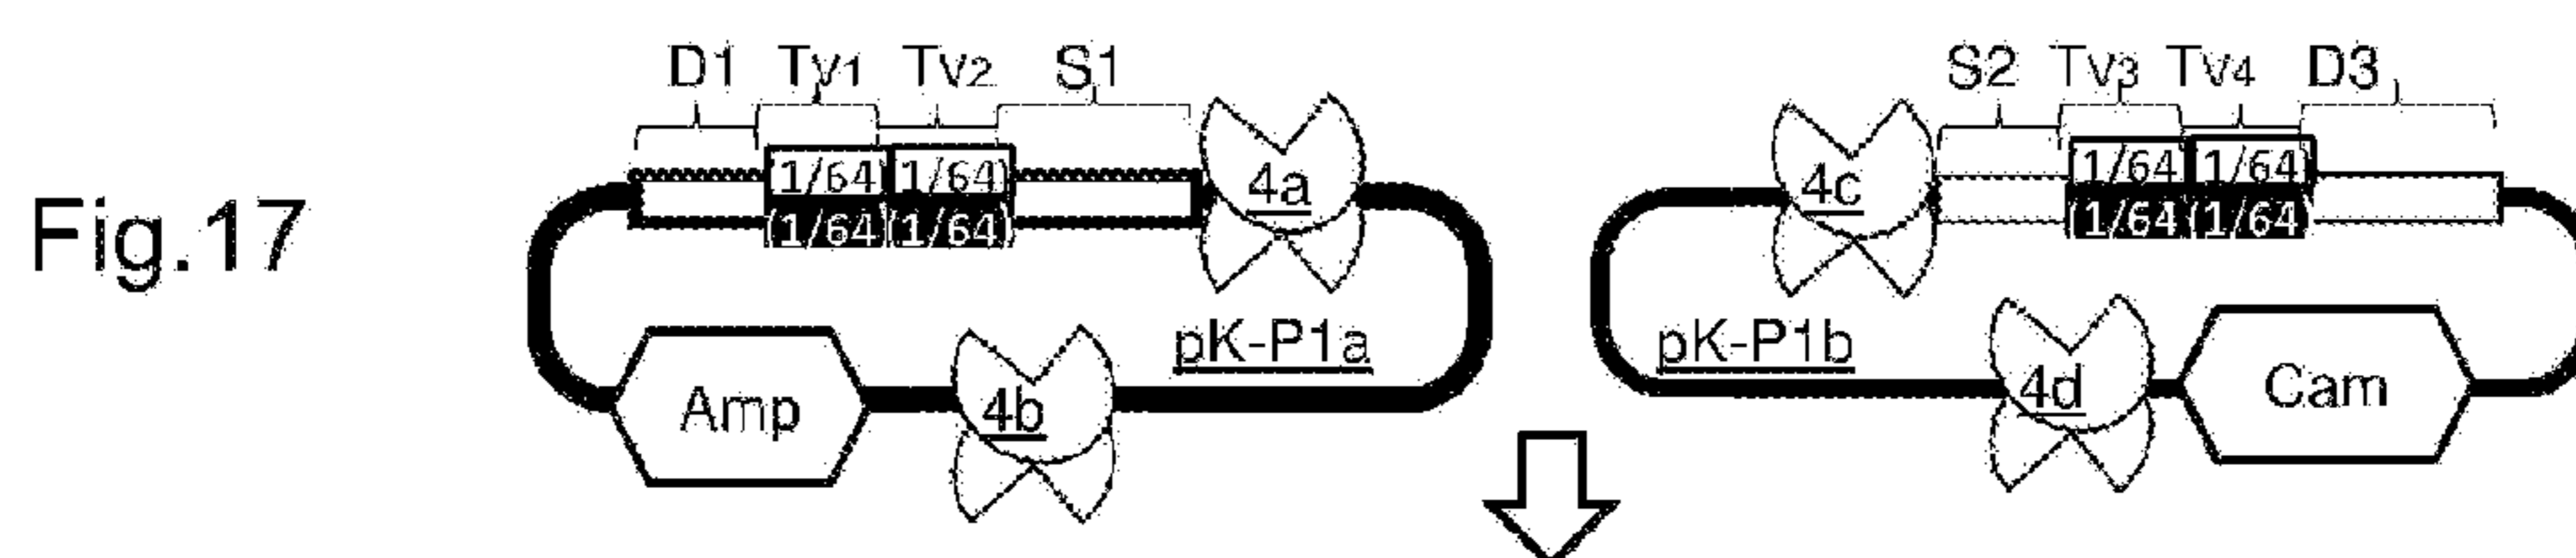 D1 Tv1 Tv2 S1 S2 Tv3 Tv4 D3
1/64 1/64 4a 4c 1/64 1/64
Fig.17 (1/64) (1/64) (1/64) (1/64)
pK-P1a pK-P1b
Amp 4b 4d Cam